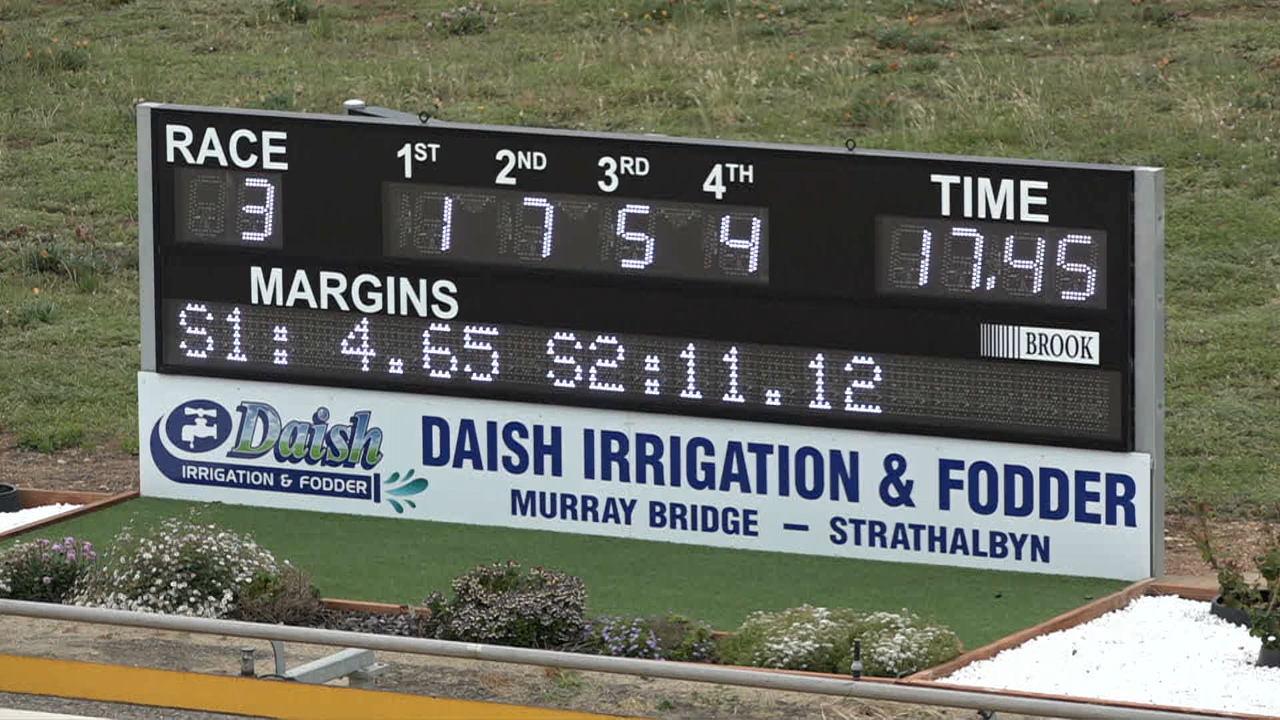 RACE 1ST 2ND 3RD 4TH TIME
3 1 7 5 4 17.45
MARGINS
BROOK
S1: 4.65 S2:11.12
Daish
IRRIGATION & FODDER
DAISH IRRIGATION & FODDER
MURRAY BRIDGE – STRATHALBYN